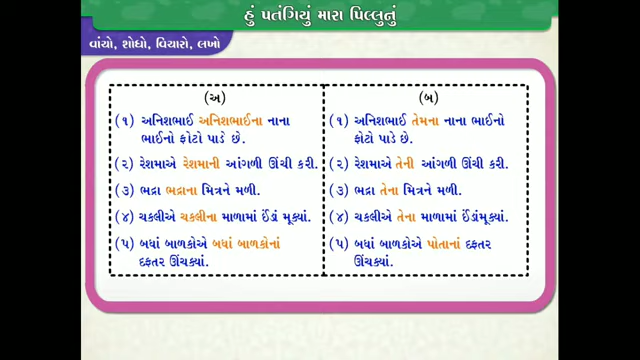 હું પતંગિયું મારા પિલ્લુનું
વાંચો, શોધો, વિચારો, લખો
(અ)
(૧) અનિશભાઈ અનિશભાઈના નાના
ભાઈનો ફોટો પાડે છે.
(૨) રેશમાએ રેશમાની આંગળી ઊંચી કરી.
(૩) ભદ્રા ભદ્રાના મિત્રને મળી.
(૪) ચકલીએ ચકલીના માળામાં ઈંડાં મૂક્યાં.
(૫) બધાં બાળકોએ બધાં બાળકોનાં
દફતર ઊંચક્યાં.
(બ)
(૧) અનિશભાઈ તેમના નાના ભાઈનો
ફોટો પાડે છે.
(૨) રેશમાએ તેની આંગળી ઊંચી કરી.
(૩) ભદ્રા તેના મિત્રને મળી.
(૪) ચકલીએ તેના માળામાં ઈંડાંમૂક્યાં.
(૫) બધાં બાળકોએ પોતાનાં દફતર
ઊંચક્યાં.